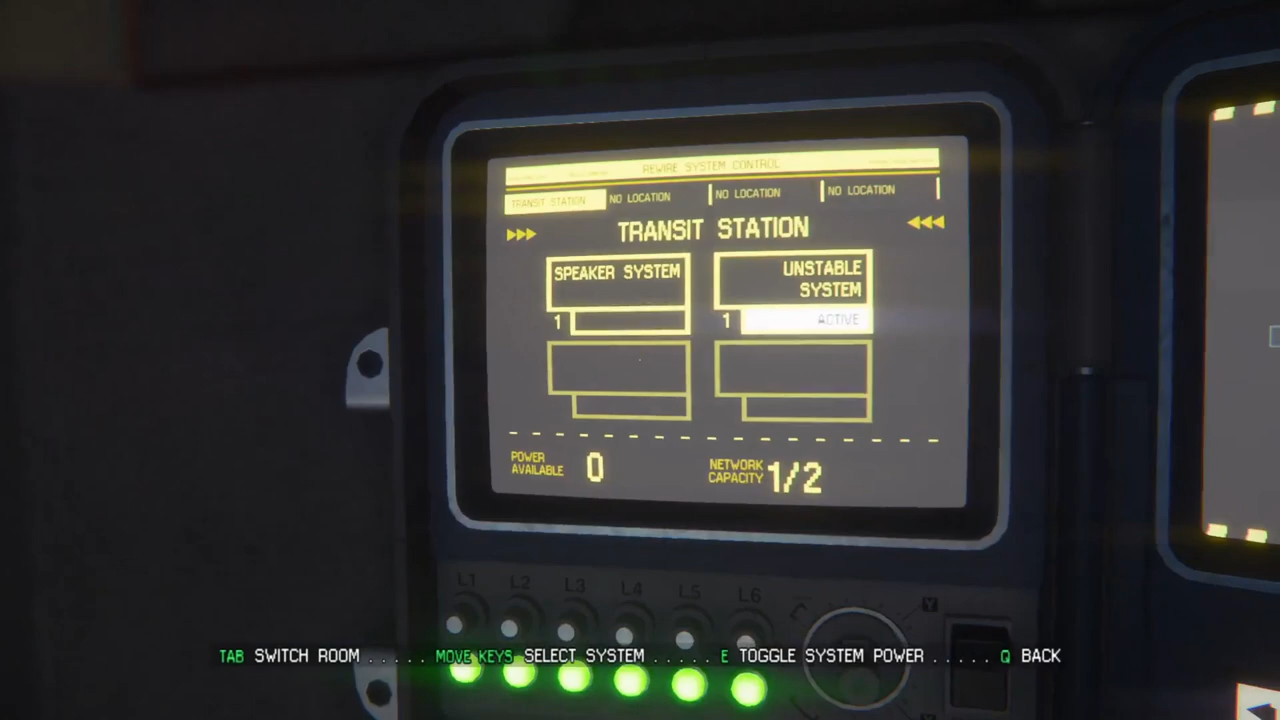 REWIRE SYSTEM CONTROL
TRANSIT STATION NO LOCATION NO LOCATION NO LOCATION
TRANSIT STATION
SPEAKER SYSTEM
UNSTABLE
SYSTEM
1
1 ACTIVE
POWER
AVAILABLE 0
NETWORK
CAPACITY 1/2
L1 L2 L3 L4 L5 L6
Y
TAB SWITCH ROOM ..... MOVE KEYS SELECT SYSTEM ..... E TOGGLE SYSTEM POWER ..... Q BACK